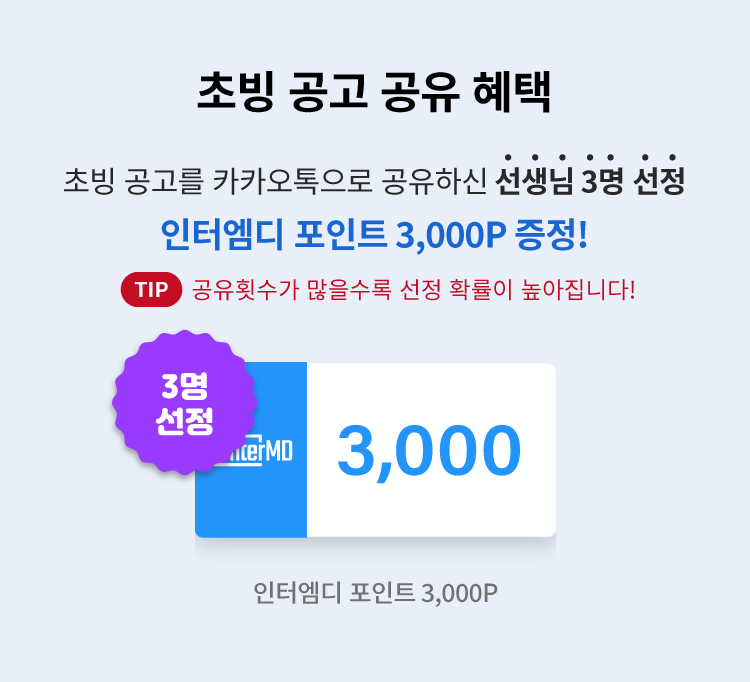 초빙 공고 공유 혜택
초빙 공고를 카카오톡으로 공유하신 선생님 3명 선정
인터엠디 포인트 3,000P 증정!
TIP 공유횟수가 많을수록 선정 확률이 높아집니다!
3명
선정
3,000
인터엠디 포인트 3,000P